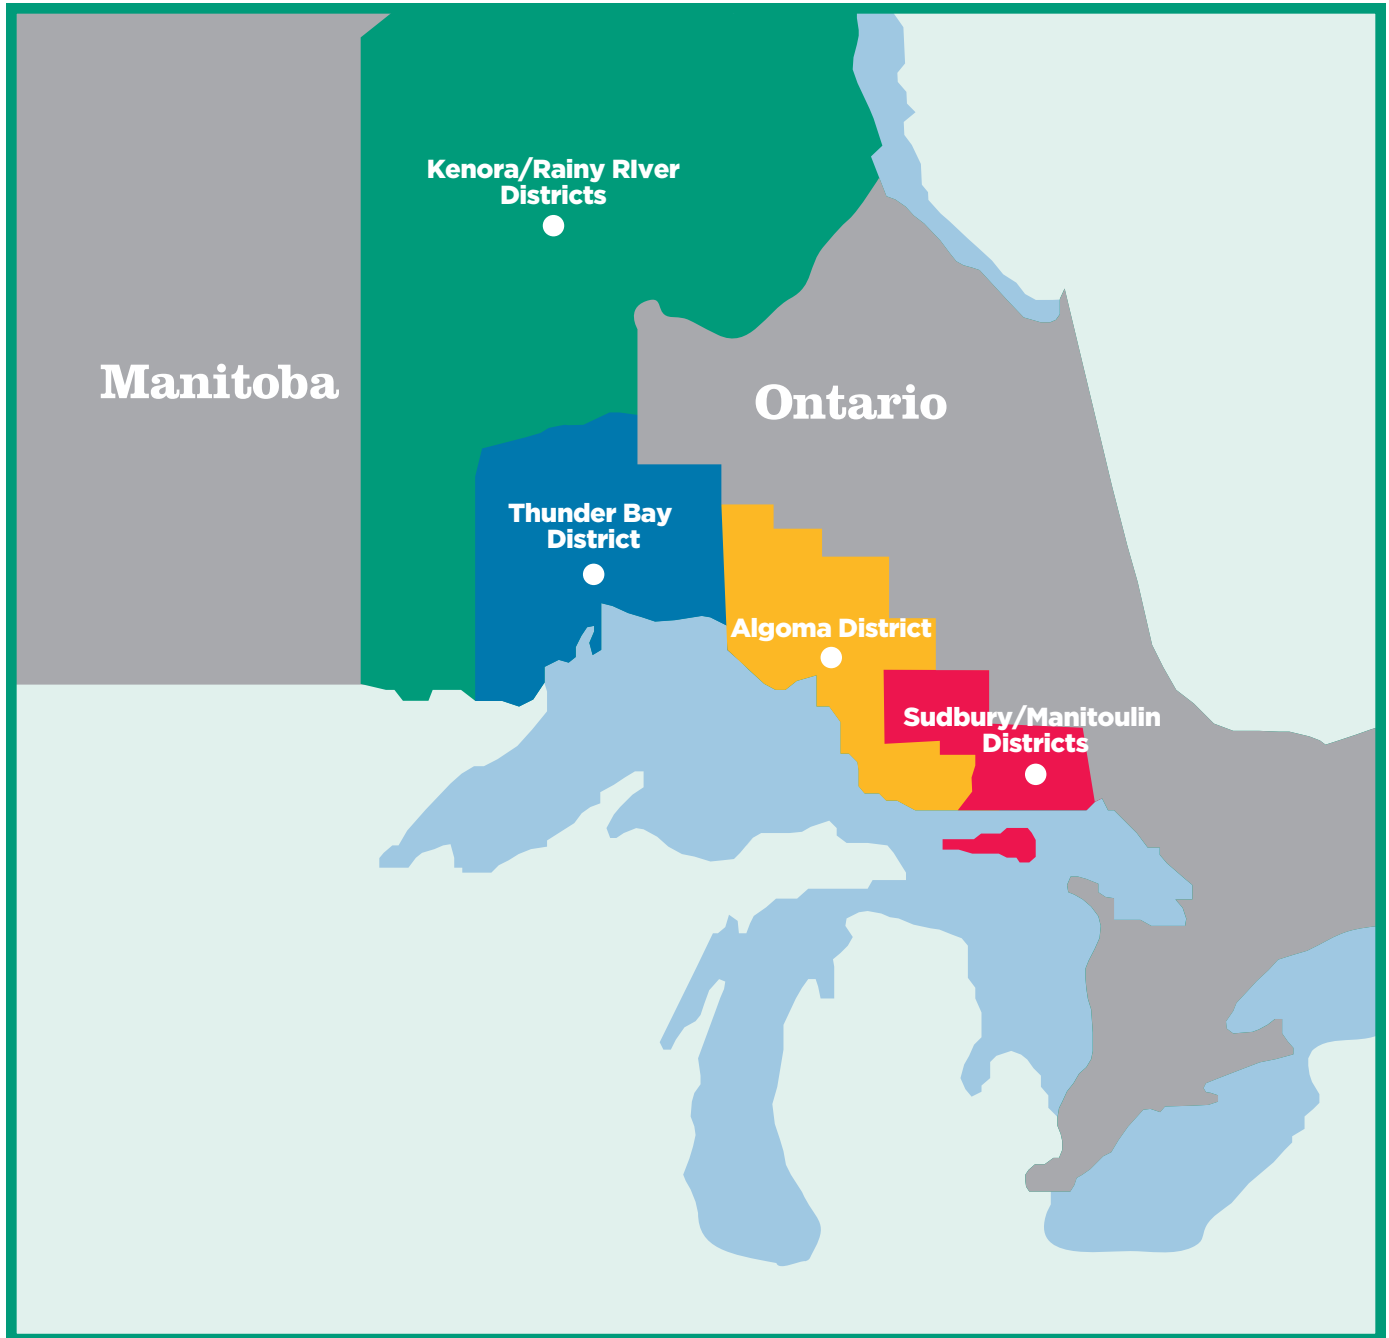 Kenora/Rainy RIver
Districts
Manitoba
Ontario
Thunder Bay
District
Algoma District
Sudbury/Manitoulin
Districts